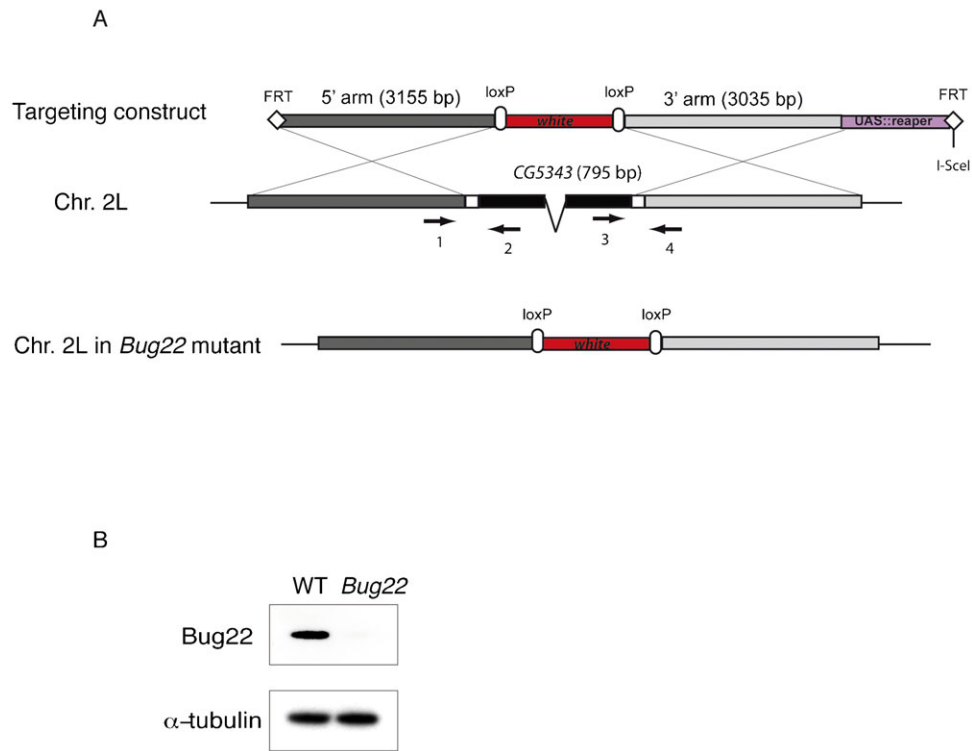 A
Targeting construct
FRT
5' arm (3155 bp)
loxP
white
loxP
3' arm (3035 bp)
UAS::reaper
FRT
I-SceI
CG5343 (795 bp)
Chr. 2L
1
2
3
4
Chr. 2L in Bug22 mutant
loxP
white
loxP
B
WT Bug22
Bug22
α-tubulin